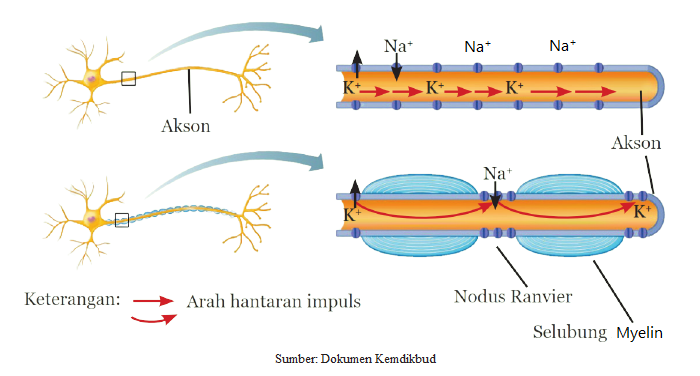 Na⁺ Na⁺ Na⁺
K⁺ K⁺ K⁺
Akson
Akson
Na⁺
K⁺ K⁺
Keterangan: Arah hantaran impuls
Nodus Ranvier
Selubung Myelin
Sumber: Dokumen Kemdikbud